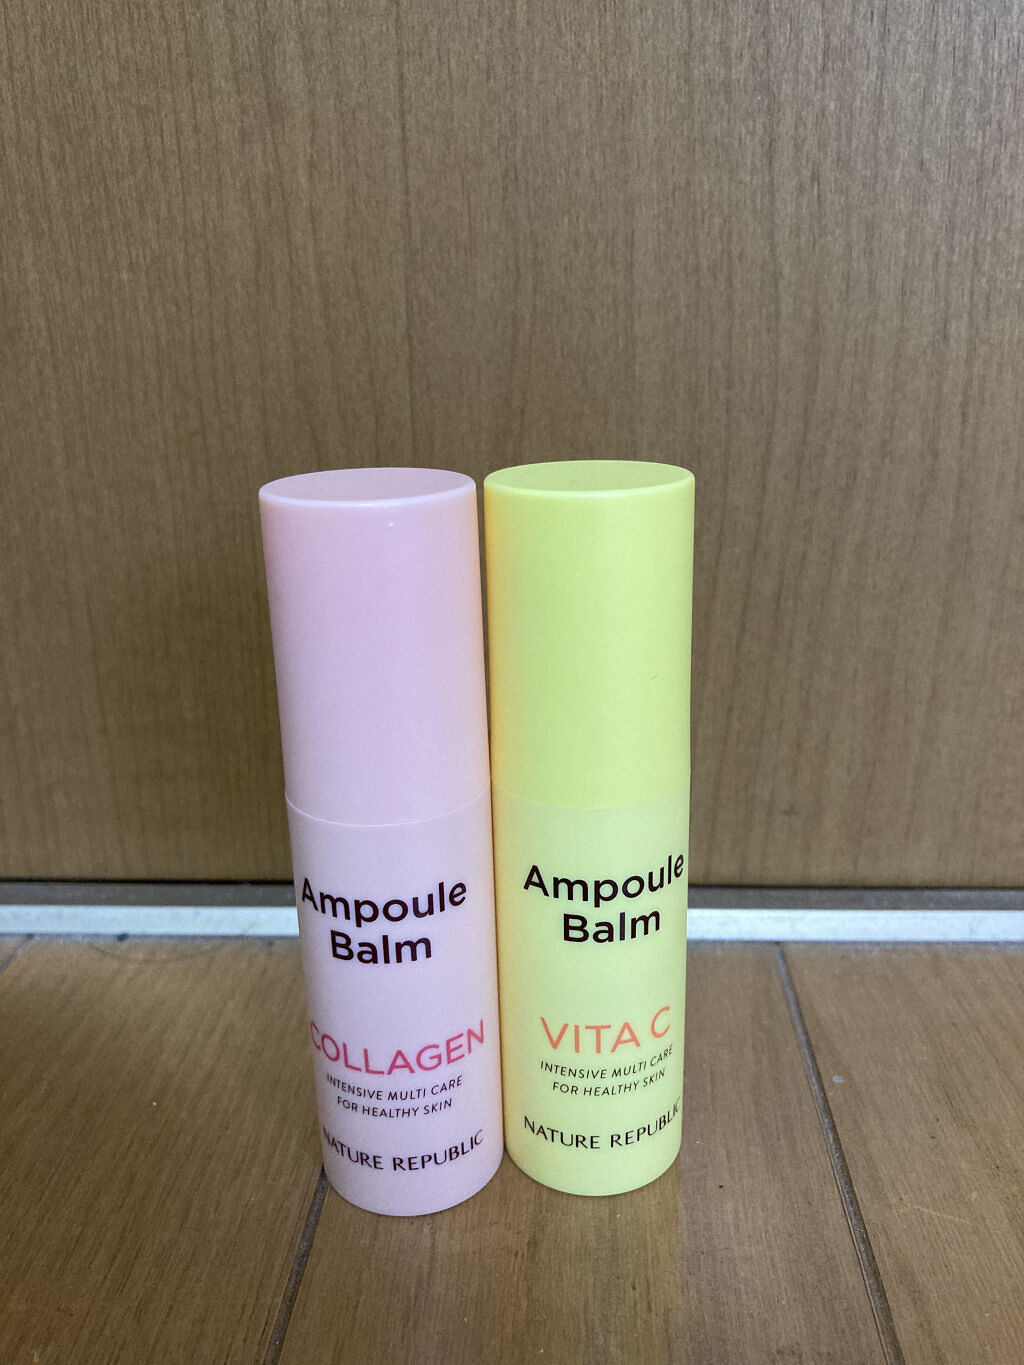 Ampoule
Balm
COLLAGEN
INTENSIVE MULTI CARE
FOR HEALTHY SKIN
NATURE REPUBLIC
Ampoule
Balm
VITA C
INTENSIVE MULTI CARE
FOR HEALTHY SKIN
NATURE REPUBLIC